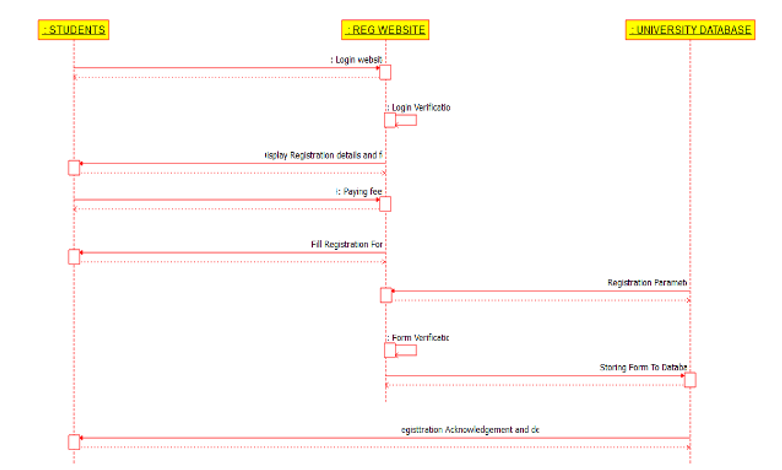 : STUDENTS
: REG WEBSITE
: UNIVERSITY DATABASE
: Login websit
: Login Verificatio
isplay Registration details and f
: Paying fee
Fill Registration For
Registration Paramet
: Form Verificatic
Storing Form To Databa
egisttration Acknowledgement and dc